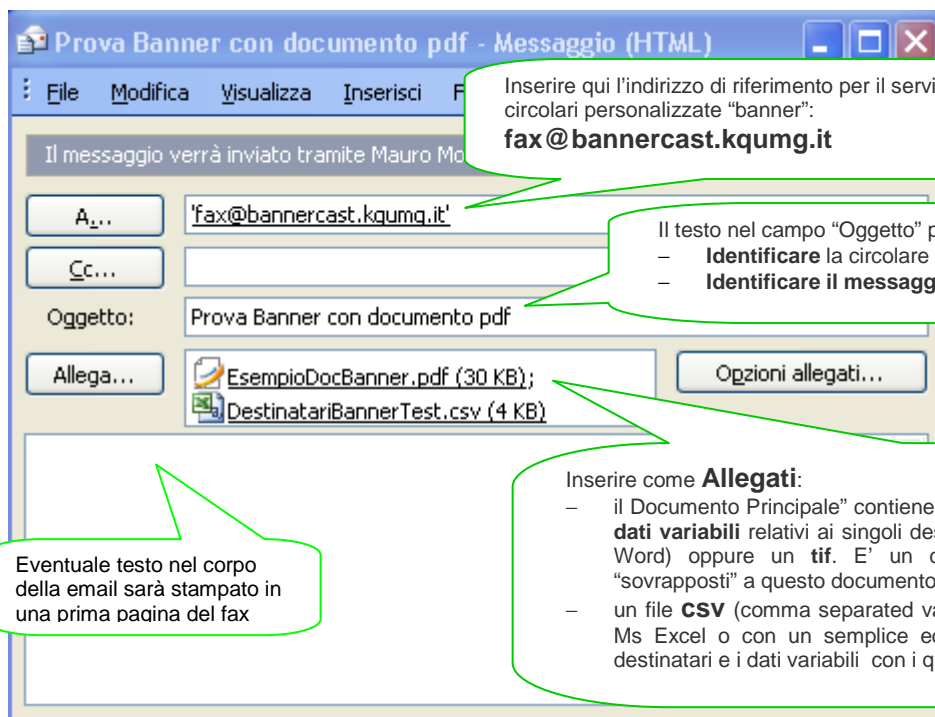 Prova Banner con documento pdf - Messaggio (HTML)
File Modifica Visualizza Inserisci F
Inserire qui l'indirizzo di riferimento per il servi
circolari personalizzate “banner”:
fax@bannercast.kqumg.it
Il messaggio verrà inviato tramite Mauro Mo
A...
'fax@bannercast.kqumg.it'
Il testo nel campo “Oggetto” p
– Identificare la circolare
– Identificare il messagg
Cc...
Oggetto:
Prova Banner con documento pdf
Allega...
EsempioDocBanner.pdf (30 KB);
DestinatariBannerTest.csv (4 KB)
Opzioni allegati...
Inserire come Allegati:
– il Documento Principale” contiene
dati variabili relativi ai singoli des
Word) oppure un tif. E’ un d
“sovrapposti” a questo documento
– un file csv (comma separated va
Ms Excel o con un semplice ed
destinatari e i dati variabili con i q
Eventuale testo nel corpo
della email sarà stampato in
una prima pagina del fax